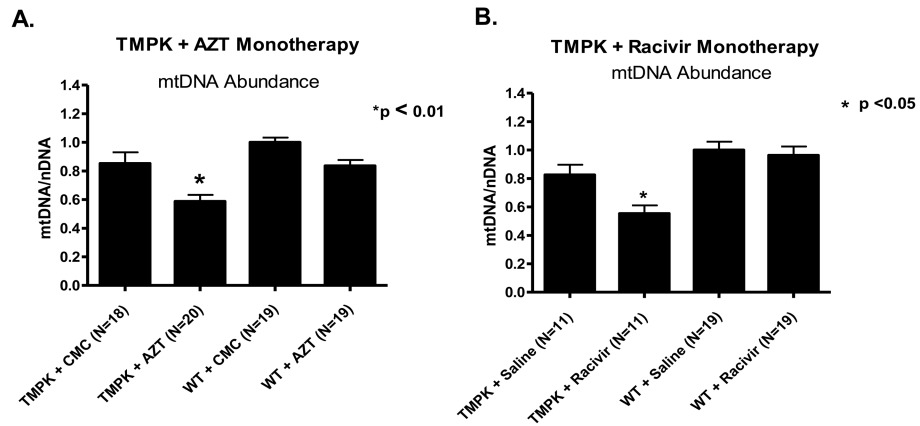 A.
TMPK + AZT Monotherapy
mtDNA Abundance
*p < 0.01
mtDNA/nDNA
1.4
1.2
1.0
0.8
0.6
0.4
0.2
0.0
*
TMPK + CMC (N=18)
TMPK + AZT (N=20)
WT + CMC (N=19)
WT + AZT (N=19)
B.
TMPK + Racivir Monotherapy
mtDNA Abundance
* p <0.05
mtDNA/nDNA
1.4
1.2
1.0
0.8
0.6
0.4
0.2
0.0
*
TMPK + Saline (N=11)
TMPK + Racivir (N=11)
WT + Saline (N=19)
WT + Racivir (N=19)